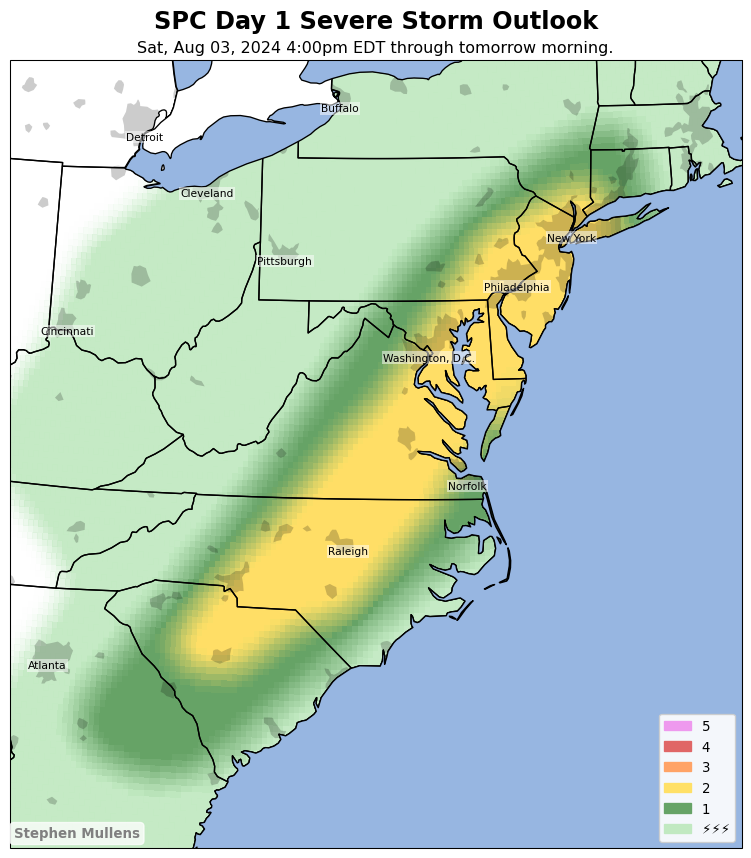 SPC Day 1 Severe Storm Outlook
Sat, Aug 03, 2024 4:00pm EDT through tomorrow morning.
Buffalo
Detroit
Cleveland
New York
Pittsburgh
Philadelphia
Cincinnati
Washington, D.C.
Norfolk
Raleigh
Atlanta
5
4
3
2
1
⚡⚡⚡
Stephen Mullens